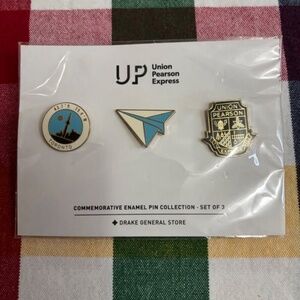 UP Union
Pearson
Express
TORONTO
UNION
PEARSON
COMMEMORATIVE ENAMEL PIN COLLECTION • SET OF 3
DRAKE GENERAL STORE